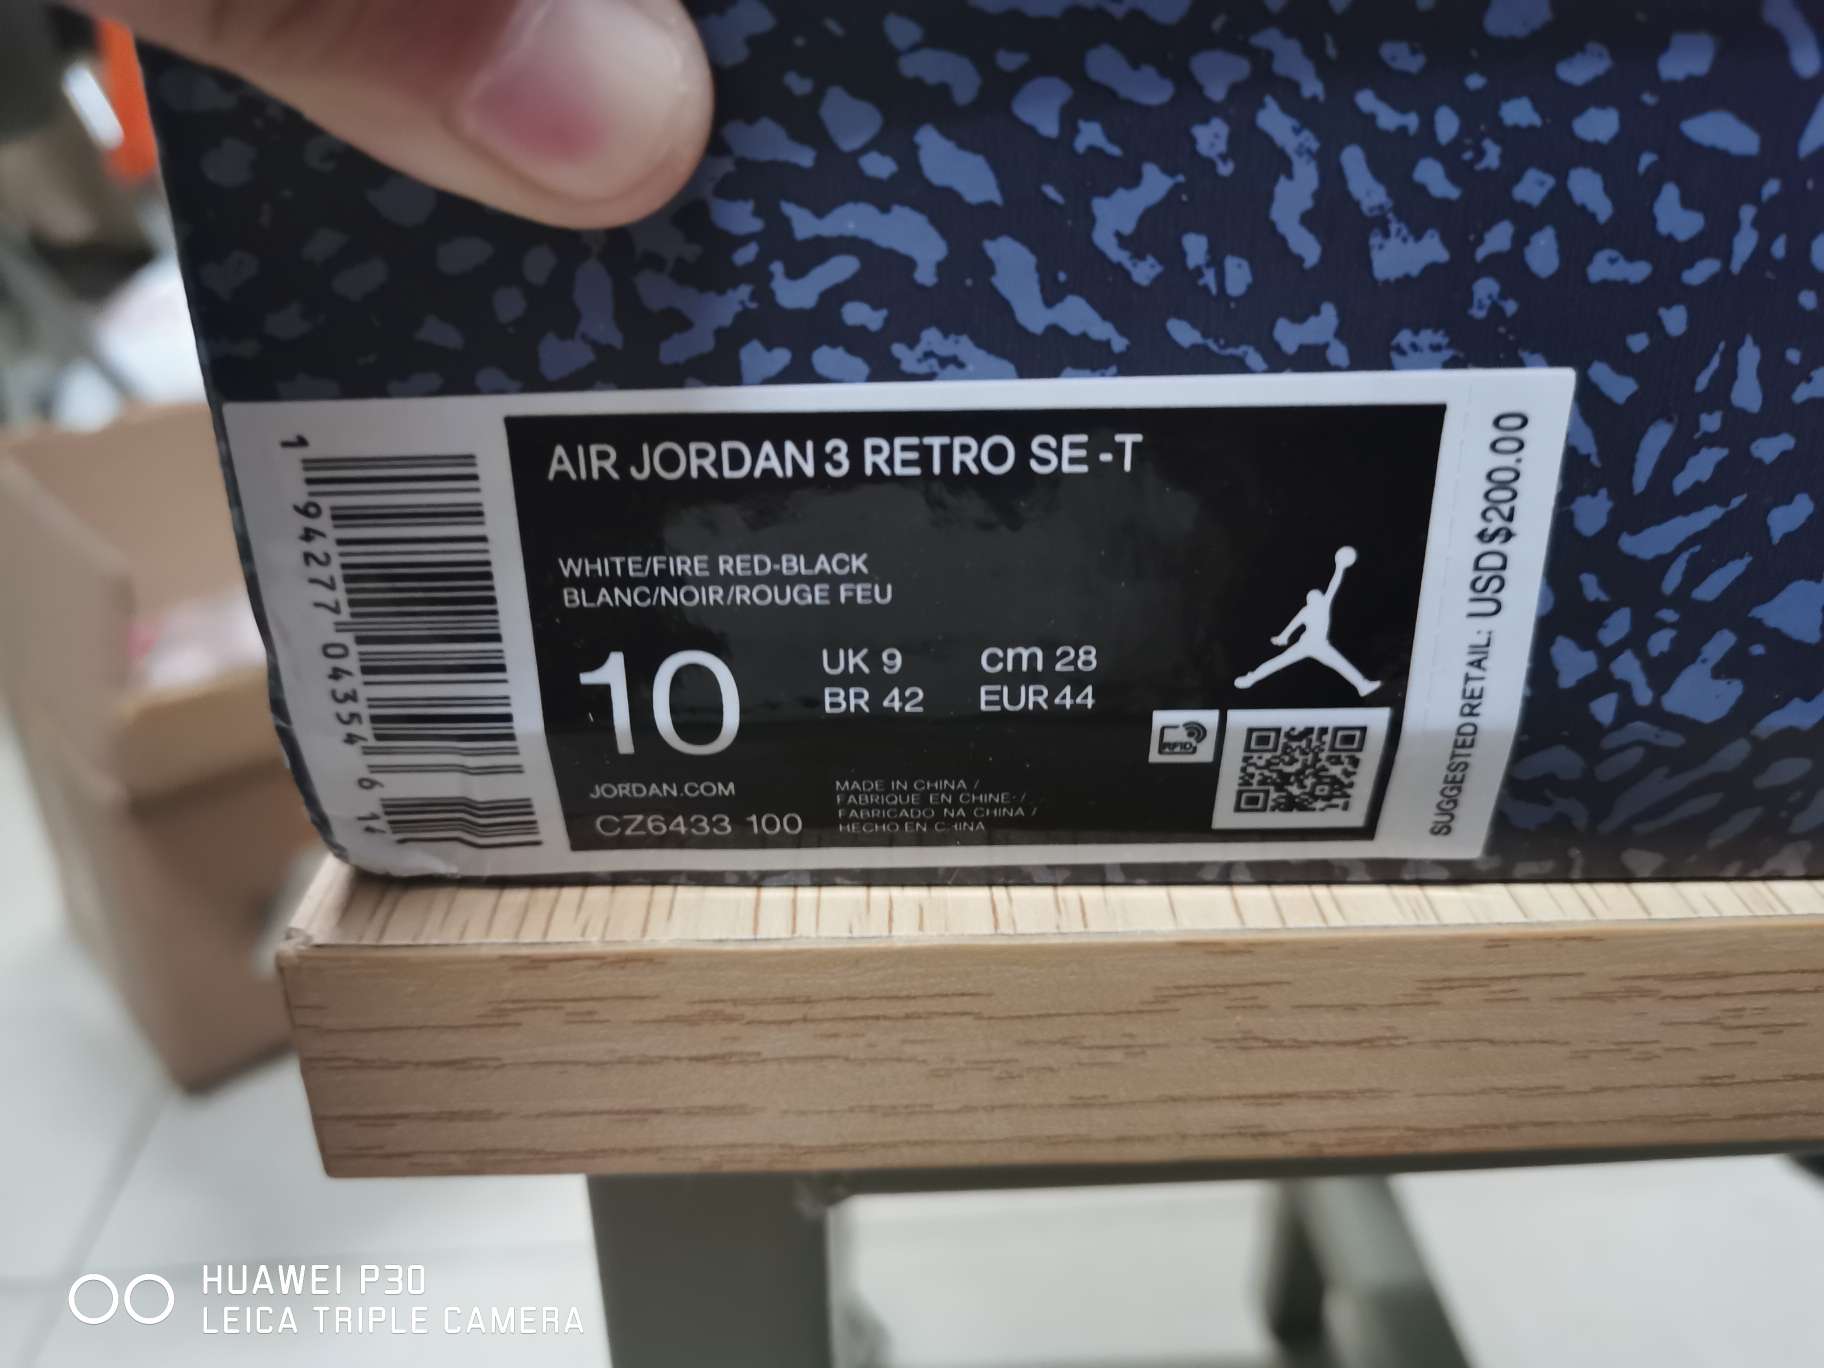 AIR JORDAN 3 RETRO SE -T
WHITE/FIRE RED-BLACK
BLANC/NOIR/ROUGE FEU
10
UK 9
cm 28
BR 42
EUR 44
RFID
JORDAN.COM
CZ6433 100
MADE IN CHINA /
FABRIQUE EN CHINE /
FABRICADO NA CHINA /
HECHO EN CHINA
SUGGESTED RETAIL: USD$200.00
1 94277 04354 6 14
HUAWEI P30
LEICA TRIPLE CAMERA